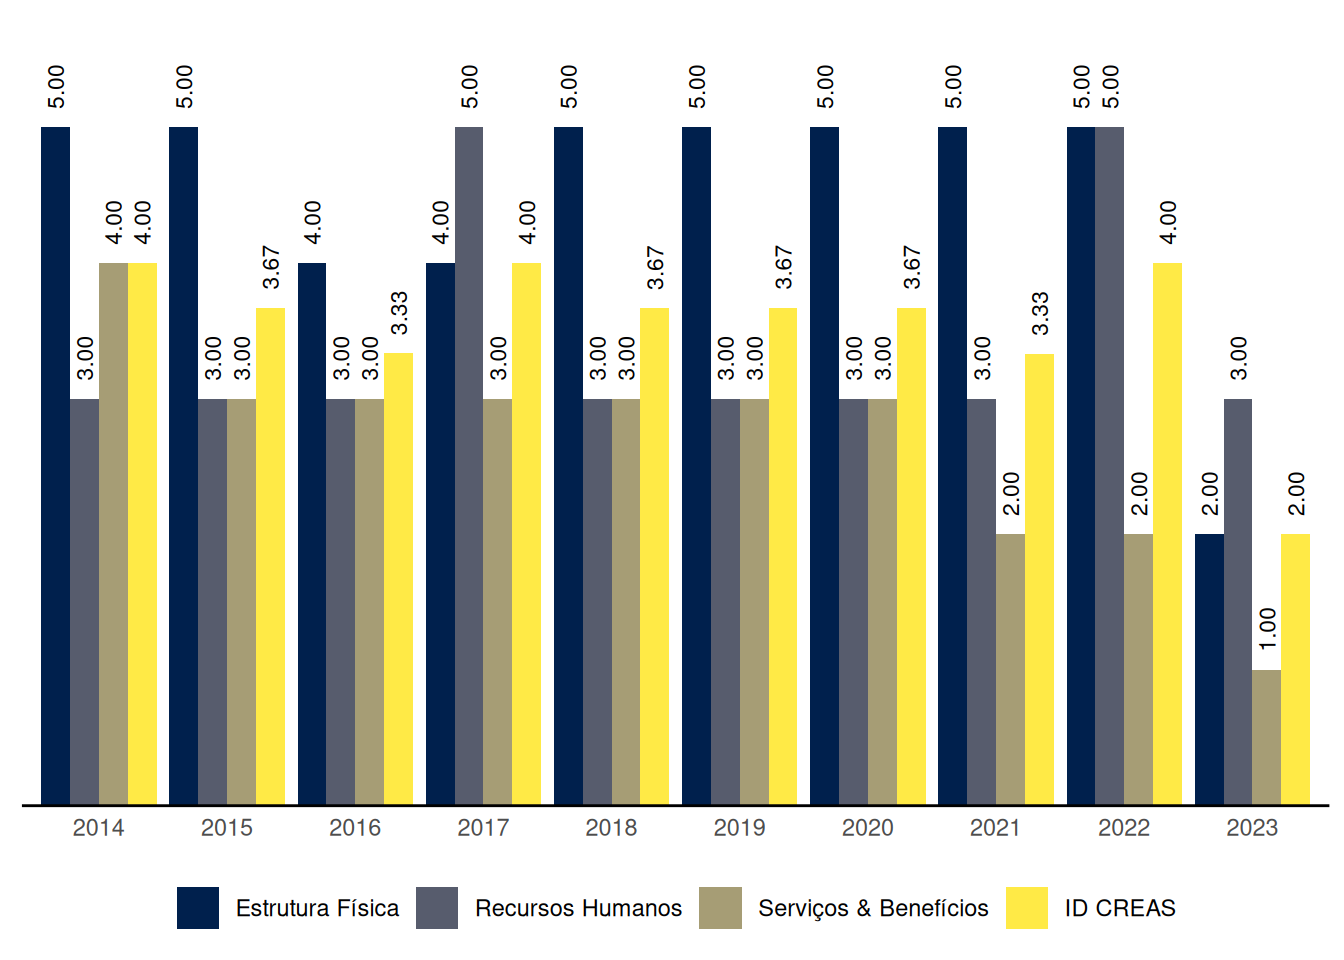 5.00 5.00 5.00 5.00 5.00 5.00 5.00 5.00 5.00
4.00 4.00 4.00 4.00 4.00 4.00
3.67 3.67 3.67 3.67
3.33 3.33
3.00 3.00 3.00 3.00 3.00 3.00 3.00 3.00 3.00 3.00 3.00 3.00 3.00 3.00
2.00 2.00 2.00 2.00
1.00
2014 2015 2016 2017 2018 2019 2020 2021 2022 2023
Estrutura Física Recursos Humanos Serviços & Benefícios ID CREAS